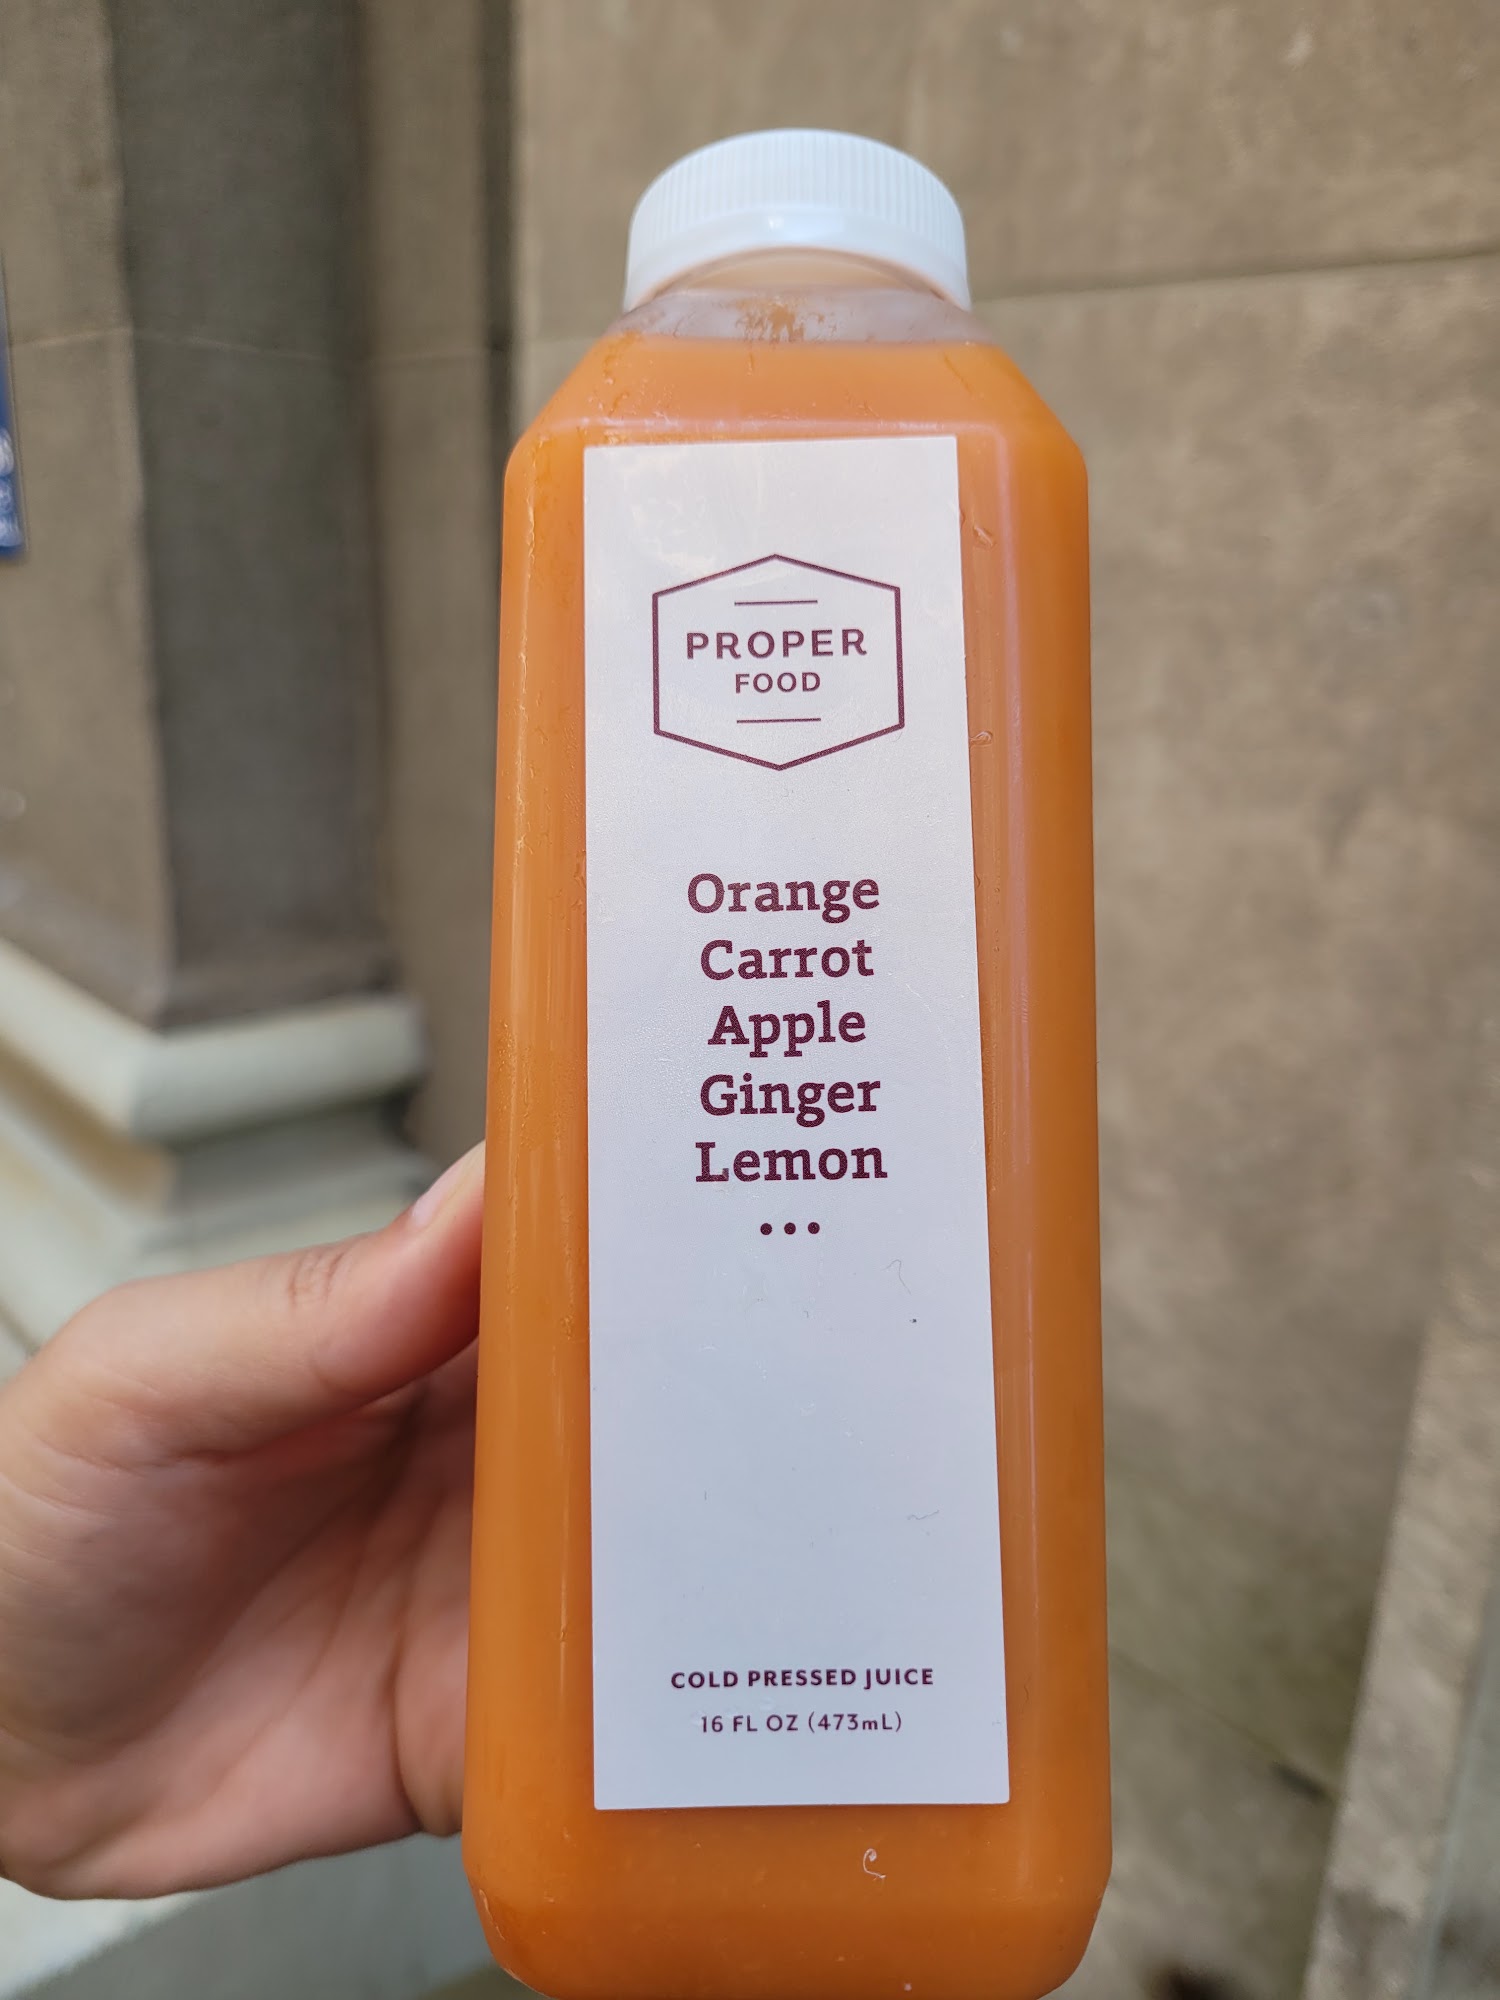 PROPER
FOOD
Orange
Carrot
Apple
Ginger
Lemon
•••
COLD PRESSED JUICE
16 FL OZ (473mL)